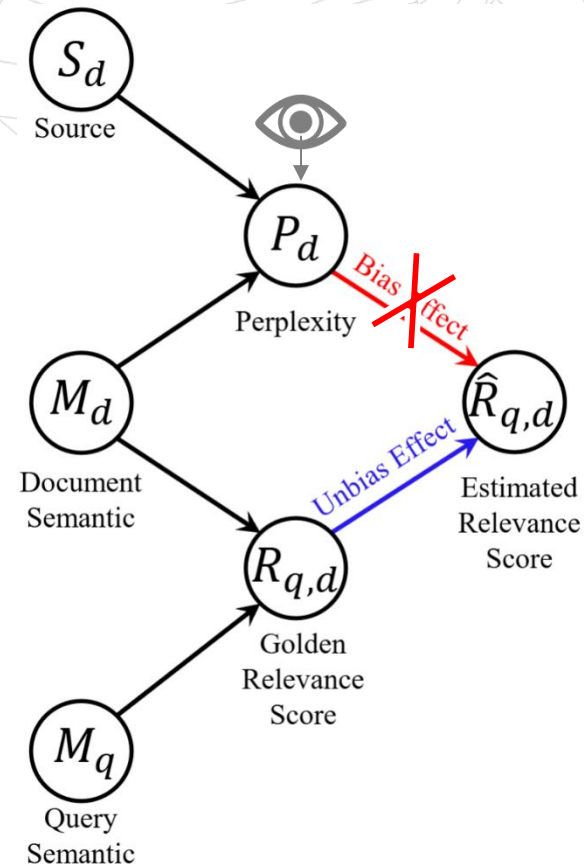 S_d
Source
P_d
Perplexity
Bias Effect
M_d
Document
Semantic
R̂_{q,d}
Estimated
Relevance
Score
Unbias Effect
R_{q,d}
Golden
Relevance
Score
M_q
Query
Semantic